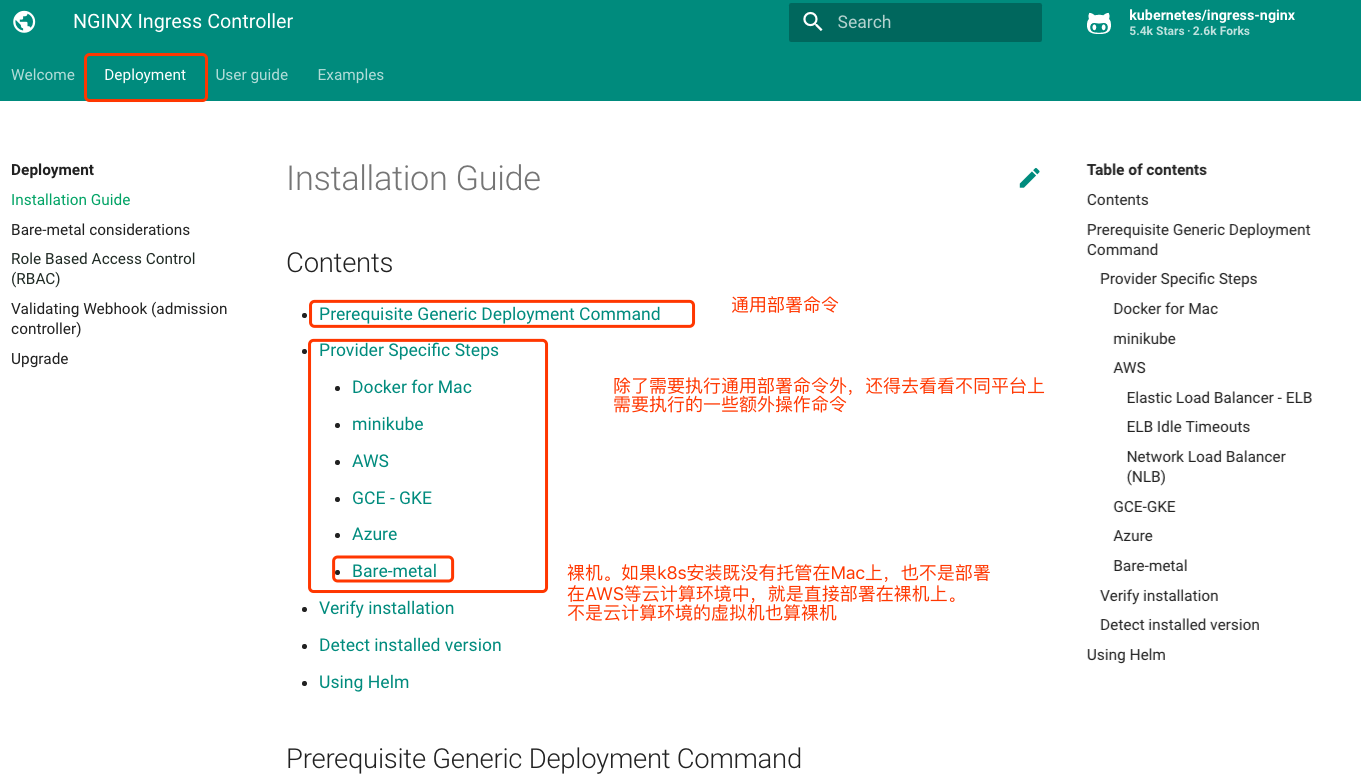 NGINX Ingress Controller
Search
kubernetes/ingress-nginx
5.4k Stars · 2.6k Forks
Welcome
Deployment
User guide
Examples
Deployment
Installation Guide
Bare-metal considerations
Role Based Access Control
(RBAC)
Validating Webhook (admission
controller)
Upgrade
Installation Guide
Contents
Prerequisite Generic Deployment Command
通用部署命令
Provider Specific Steps
Docker for Mac
除了需要执行通用部署命令外，还得去看看不同平台上
需要执行的一些额外操作命令
minikube
AWS
GCE - GKE
Azure
Bare-metal
裸机。如果k8s安装既没有托管在Mac上，也不是部署
在AWS等云计算环境中，就是直接部署在裸机上。
不是云计算环境的虚拟机也算裸机
Verify installation
Detect installed version
Using Helm
Prerequisite Generic Deployment Command
Table of contents
Contents
Prerequisite Generic Deployment
Command
Provider Specific Steps
Docker for Mac
minikube
AWS
Elastic Load Balancer - ELB
ELB Idle Timeouts
Network Load Balancer
(NLB)
GCE-GKE
Azure
Bare-metal
Verify installation
Detect installed version
Using Helm